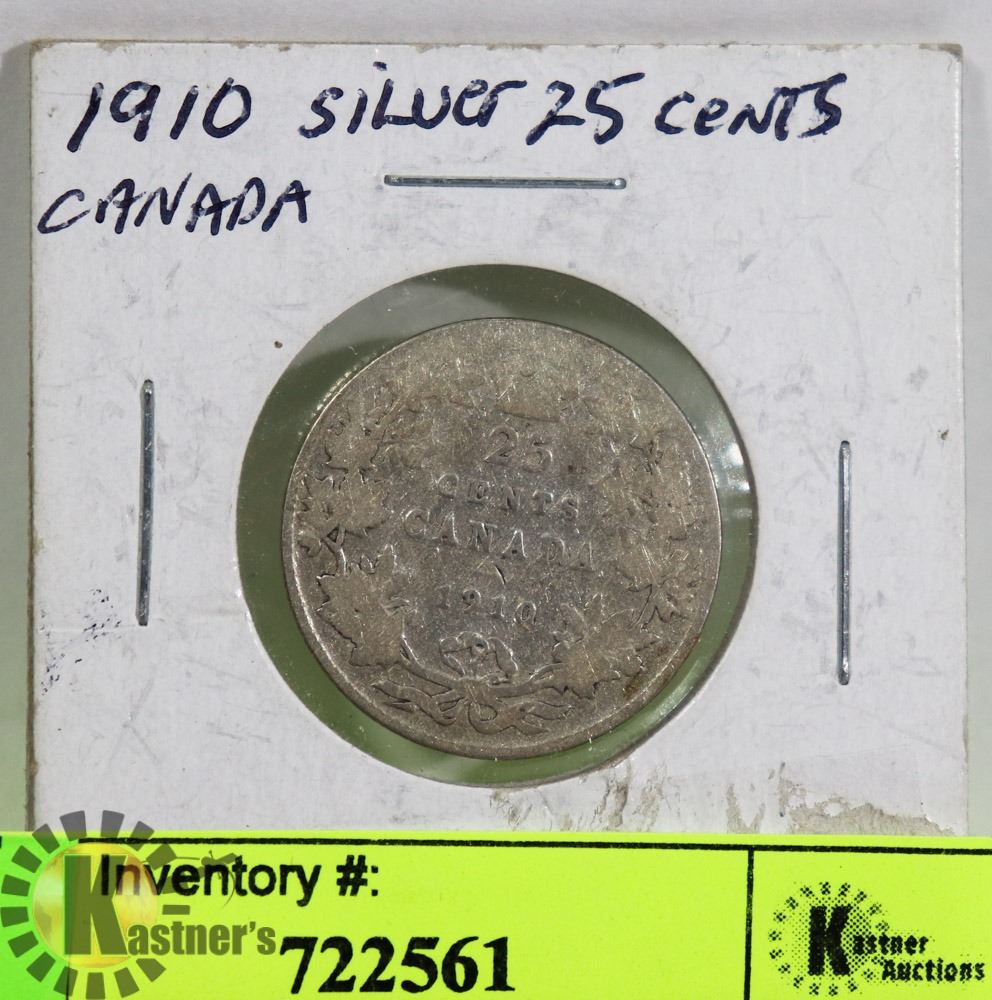 1910 SILVER 25 CENTS
CANADA
25
CENTS
CANADA
1910
Inventory #:
Kastner's
722561
Kastner
Auctions